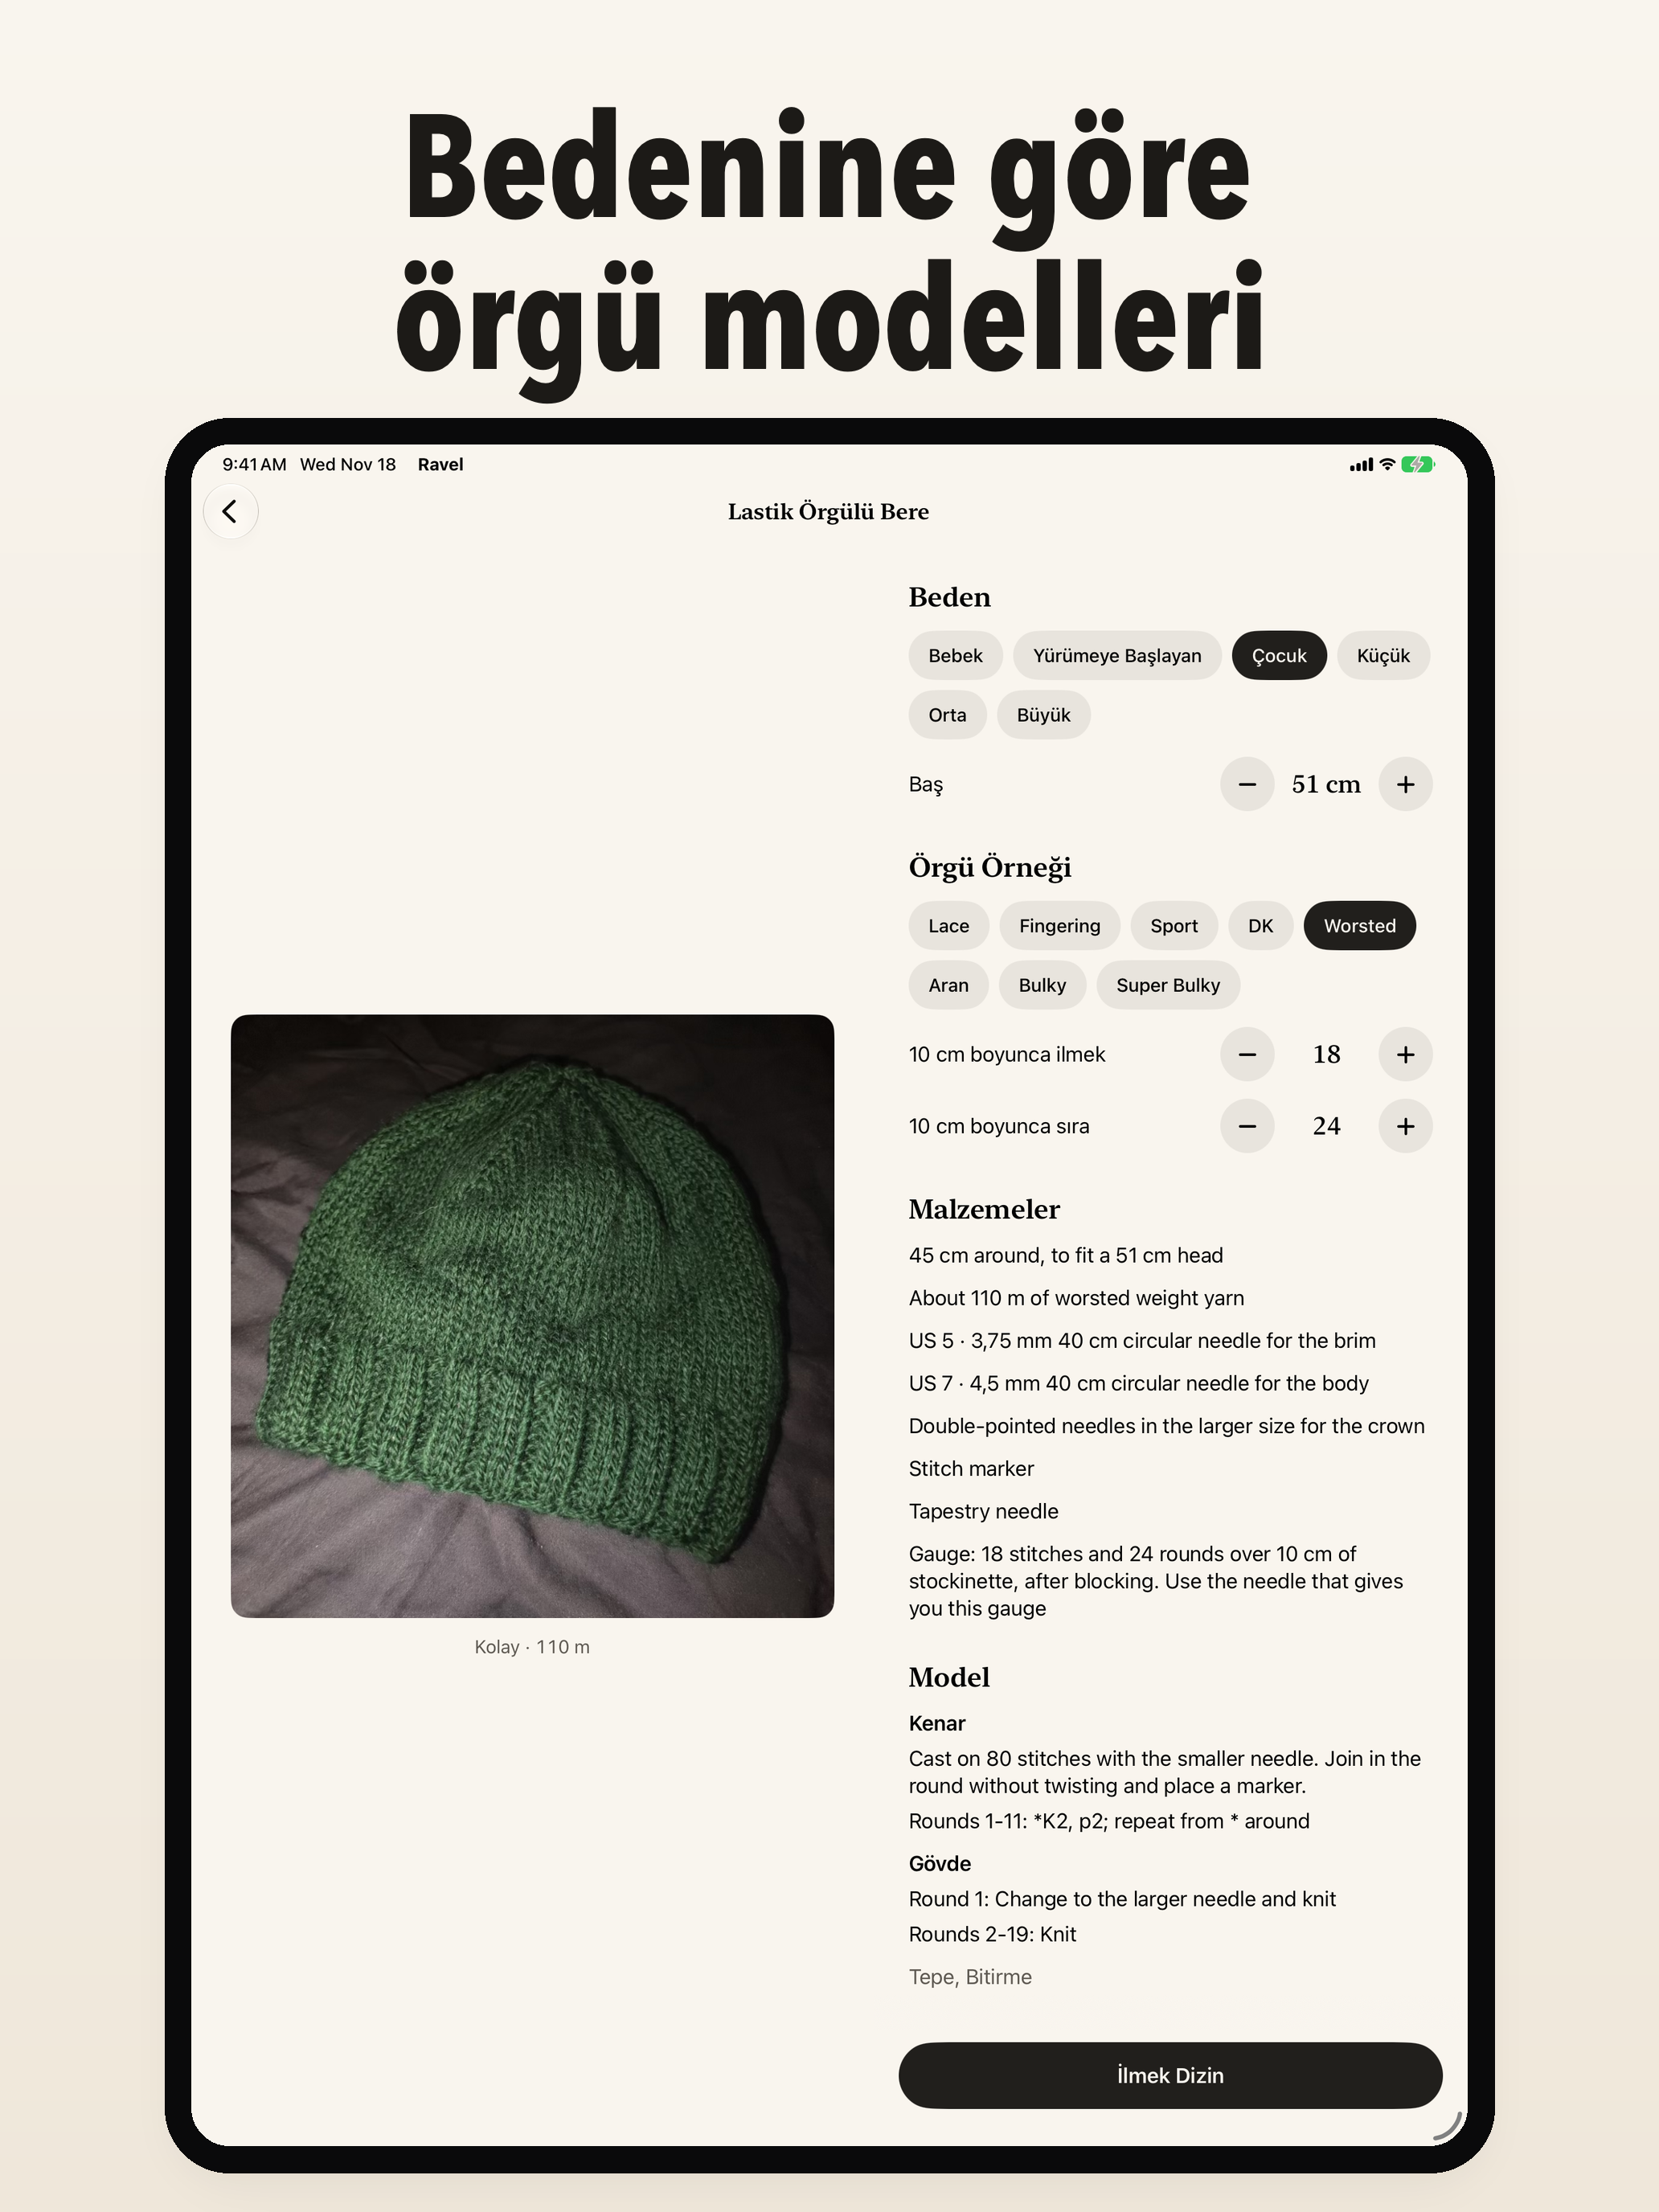 Bedenine göre
örgü modelleri
9:41 AM Wed Nov 18 Ravel
Lastik Örgülü Bere
Beden
Bebek Yürümeye Başlayan Çocuk Küçük
Orta Büyük
Baş 51 cm
Örgü Örneği
Lace Fingering Sport DK Worsted
Aran Bulky Super Bulky
10 cm boyunca ilmek 18
10 cm boyunca sıra 24
Malzemeler
45 cm around, to fit a 51 cm head
About 110 m of worsted weight yarn
US 5 · 3,75 mm 40 cm circular needle for the brim
US 7 · 4,5 mm 40 cm circular needle for the body
Double-pointed needles in the larger size for the crown
Stitch marker
Tapestry needle
Gauge: 18 stitches and 24 rounds over 10 cm of
stockinette, after blocking. Use the needle that gives
you this gauge
Kolay · 110 m
Model
Kenar
Cast on 80 stitches with the smaller needle. Join in the
round without twisting and place a marker.
Rounds 1-11: *K2, p2; repeat from * around
Gövde
Round 1: Change to the larger needle and knit
Rounds 2-19: Knit
Tepe, Bitirme
İlmek Dizin